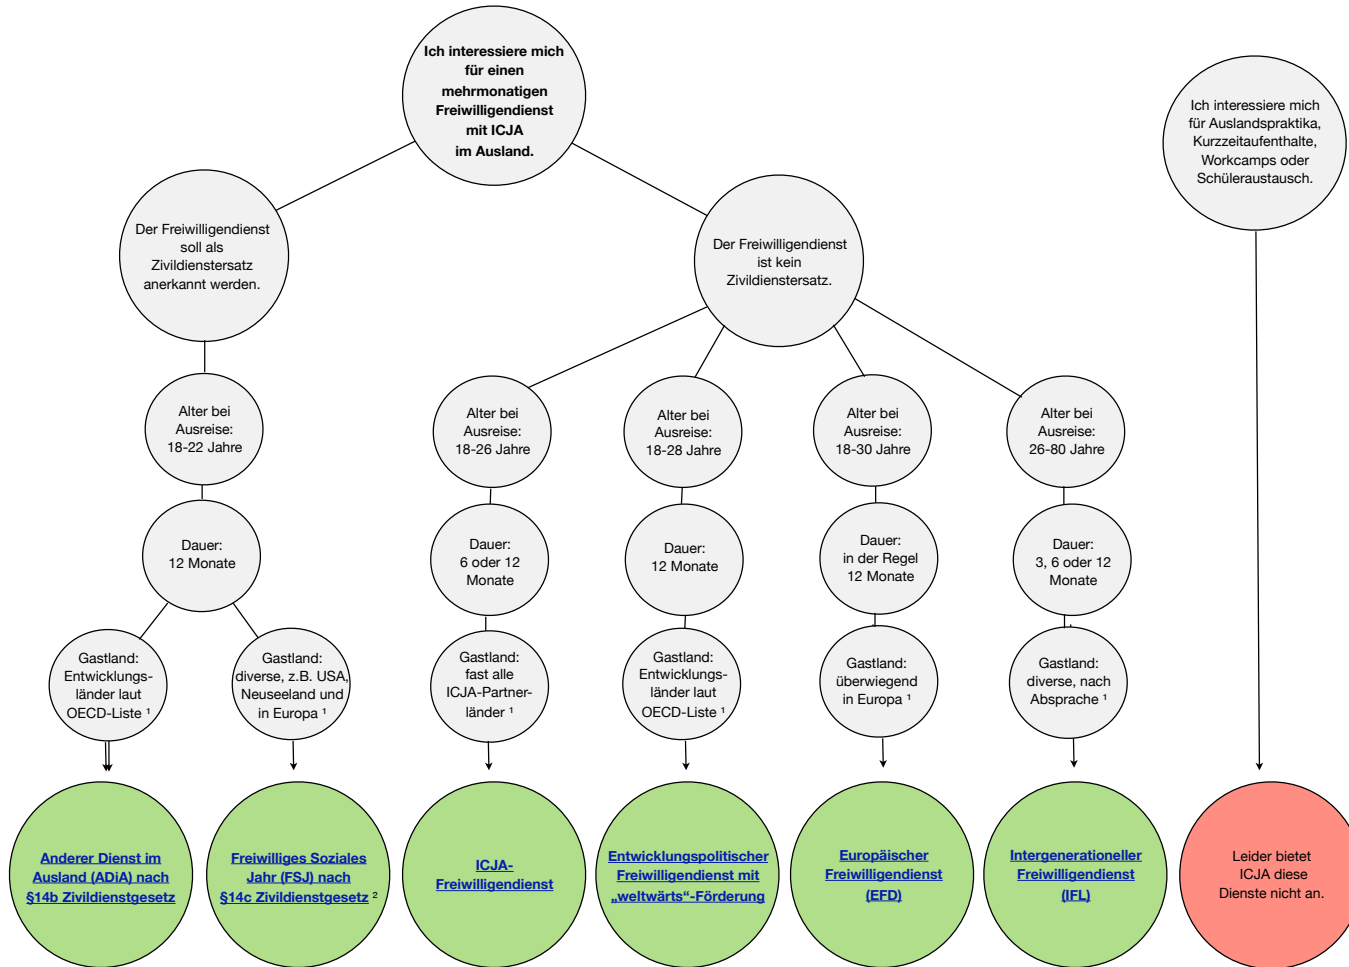 Ich interessiere mich
für einen
mehrmonatigen
Freiwilligendienst
mit ICJA
im Ausland.
Ich interessiere mich
für Auslandspraktika,
Kurzzeitaufenthalte,
Workcamps oder
Schüleraustausch.
Der Freiwilligendienst
soll als
Zivildienstersatz
anerkannt werden.
Der Freiwilligendienst
ist kein
Zivildienstersatz.
Alter bei
Ausreise:
18-22 Jahre
Alter bei
Ausreise:
18-26 Jahre
Alter bei
Ausreise:
18-28 Jahre
Alter bei
Ausreise:
18-30 Jahre
Alter bei
Ausreise:
26-80 Jahre
Dauer:
12 Monate
Dauer:
6 oder 12
Monate
Dauer:
12 Monate
Dauer:
in der Regel
12 Monate
Dauer:
3, 6 oder 12
Monate
Gastland:
Entwicklungs-
länder laut
OECD-Liste ¹
Gastland:
diverse, z.B. USA,
Neuseeland und
in Europa ¹
Gastland:
fast alle
ICJA-Partner-
länder ¹
Gastland:
Entwicklungs-
länder laut
OECD-Liste ¹
Gastland:
überwiegend
in Europa ¹
Gastland:
diverse, nach
Absprache ¹
Anderer Dienst im
Ausland (ADiA) nach
§14b Zivildienstgesetz
Freiwilliges Soziales
Jahr (FSJ) nach
§14c Zivildienstgesetz ²
ICJA-
Freiwilligendienst
Entwicklungspolitischer
Freiwilligendienst mit
„weltwärts“-Förderung
Europäischer
Freiwilligendienst
(EFD)
Intergenerationeller
Freiwilligendienst
(IFL)
Leider bietet
ICJA diese
Dienste nicht an.